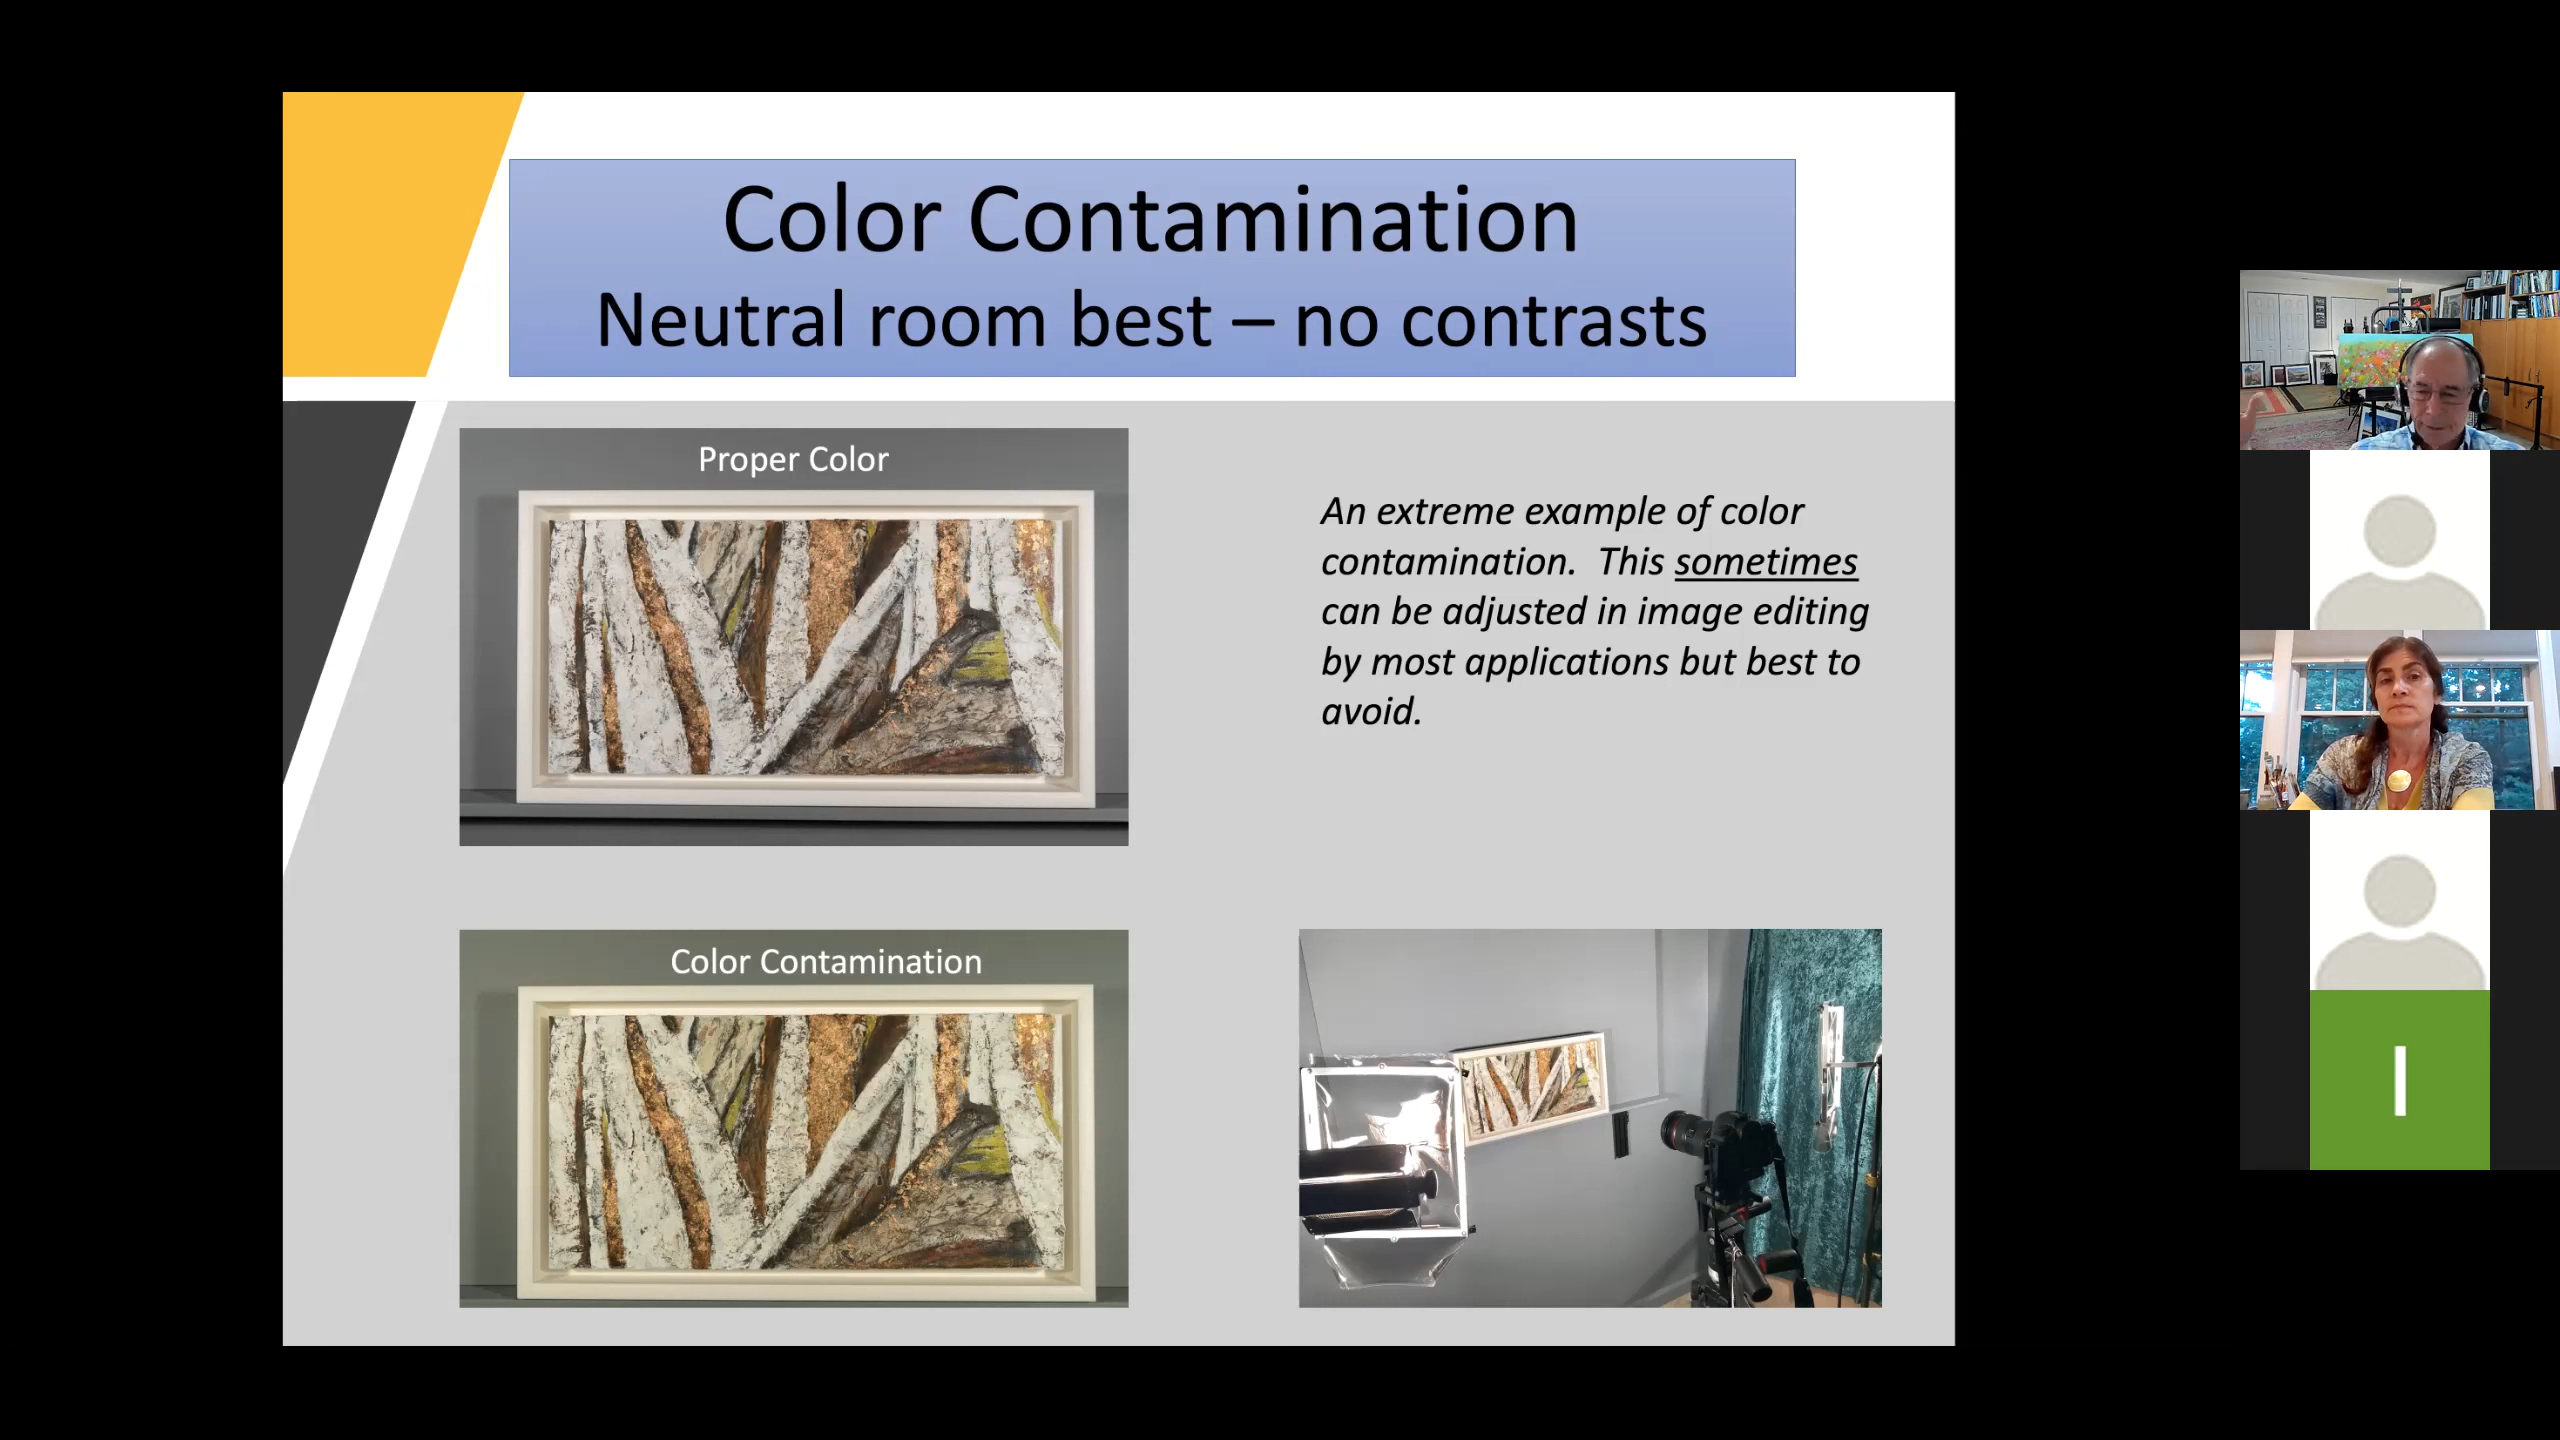 Color Contamination
Neutral room best – no contrasts
Proper Color
An extreme example of color
contamination. This sometimes
can be adjusted in image editing
by most applications but best to
avoid.
Color Contamination
I